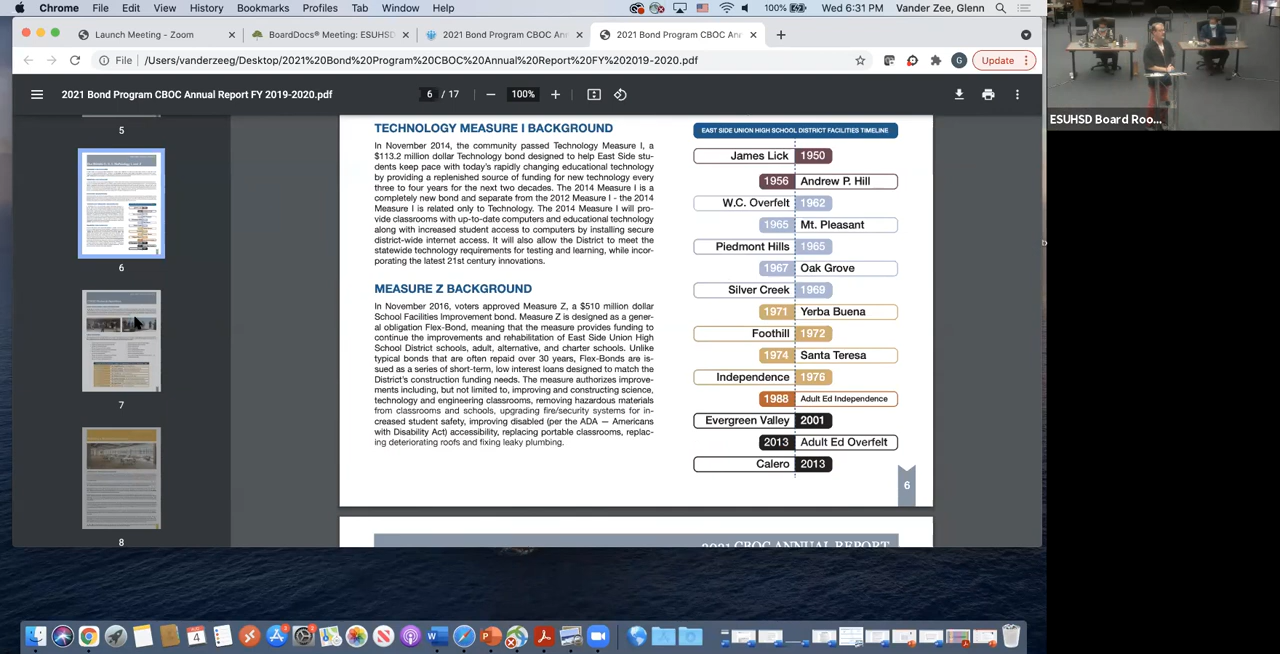 Chrome File Edit View History Bookmarks Profiles Tab Window Help 100% Wed 6:31 PM Vander Zee, Glenn
Launch Meeting - Zoom BoardDocs® Meeting: ESUHSD 2021 Bond Program CBOC An 2021 Bond Program CBOC An
File /Users/vanderzeeg/Desktop/2021%20Bond%20Program%20CBOC%20Annual%20Report%20FY%202019-2020.pdf G Update
2021 Bond Program CBOC Annual Report FY 2019-2020.pdf 6 / 17 100%
5
6
7
8
TECHNOLOGY MEASURE I BACKGROUND
In November 2014, the community passed Technology Measure I, a
$113.2 million dollar Technology bond designed to help East Side stu-
dents keep pace with today's rapidly changing educational technology
by providing a replenished source of funding for new technology every
three to four years for the next two decades. The 2014 Measure I is a
completely new bond and separate from the 2012 Measure I - the 2014
Measure I is related only to Technology. The 2014 Measure I will pro-
vide classrooms with up-to-date computers and educational technology
along with increased student access to computers by installing secure
district-wide internet access. It will also allow the District to meet the
statewide technology requirements for testing and learning, while incor-
porating the latest 21st century innovations.
MEASURE Z BACKGROUND
In November 2016, voters approved Measure Z, a $510 million dollar
School Facilities Improvement bond. Measure Z is designed as a gener-
al obligation Flex-Bond, meaning that the measure provides funding to
continue the improvements and rehabilitation of East Side Union High
School District schools, adult, alternative, and charter schools. Unlike
typical bonds that are often repaid over 30 years, Flex-Bonds are is-
sued as a series of short-term, low interest loans designed to match the
District's construction funding needs. The measure authorizes improve-
ments including, but not limited to, improving and constructing science,
technology and engineering classrooms, removing hazardous materials
from classrooms and schools, upgrading fire/security systems for in-
creased student safety, improving disabled (per the ADA — Americans
with Disability Act) accessibility, replacing portable classrooms, replac-
ing deteriorating roofs and fixing leaky plumbing.
EAST SIDE UNION HIGH SCHOOL DISTRICT FACILITIES TIMELINE
James Lick 1950
1956 Andrew P. Hill
W.C. Overfelt 1962
1965 Mt. Pleasant
Piedmont Hills 1965
1967 Oak Grove
Silver Creek 1969
1971 Yerba Buena
Foothill 1972
1974 Santa Teresa
Independence 1976
1988 Adult Ed Independence
Evergreen Valley 2001
2013 Adult Ed Overfelt
Calero 2013
6
2021 CBOC ANNUAL REPORT
ESUHSD Board Roo...